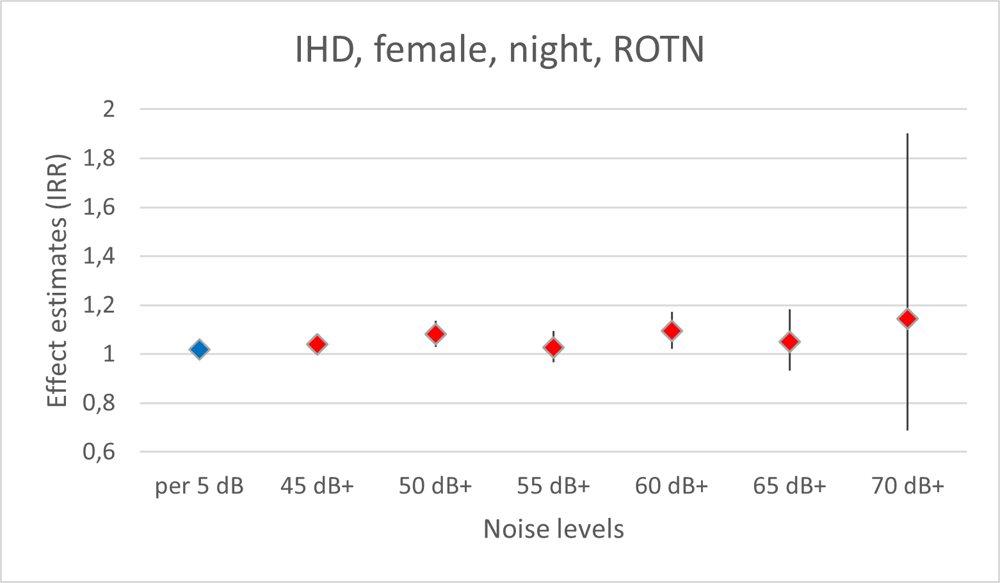 IHD, female, night, ROTN
Effect estimates (IRR)
2
1,8
1,6
1,4
1,2
1
0,8
0,6
per 5 dB 45 dB+ 50 dB+ 55 dB+ 60 dB+ 65 dB+ 70 dB+
Noise levels